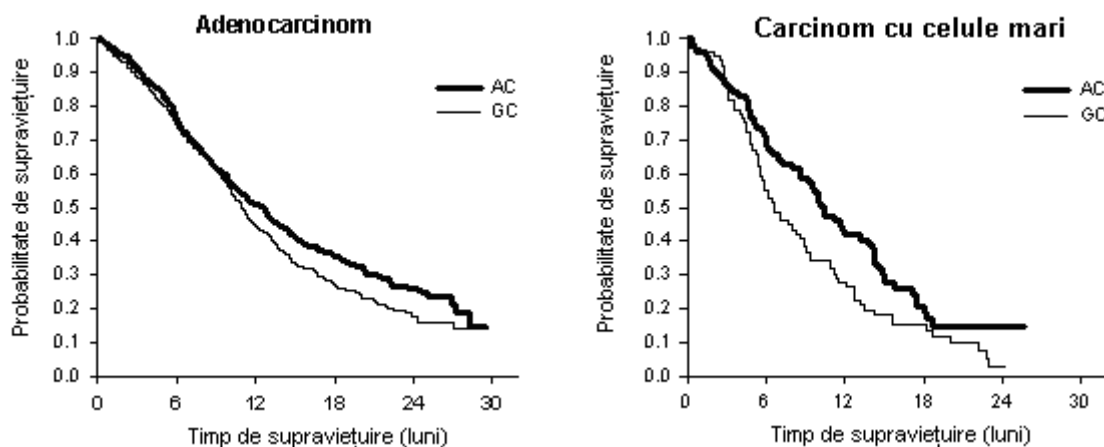 Adenocarcinom
Probabilitate de supraviețuire
1.0
0.9
0.8
0.7
0.6
0.5
0.4
0.3
0.2
0.1
0.0
AC
GC
0 6 12 18 24 30
Timp de supraviețuire (luni)
Carcinom cu celule mari
Probabilitate de supraviețuire
1.0
0.9
0.8
0.7
0.6
0.5
0.4
0.3
0.2
0.1
0.0
AC
GC
0 6 12 18 24 30
Timp de supraviețuire (luni)